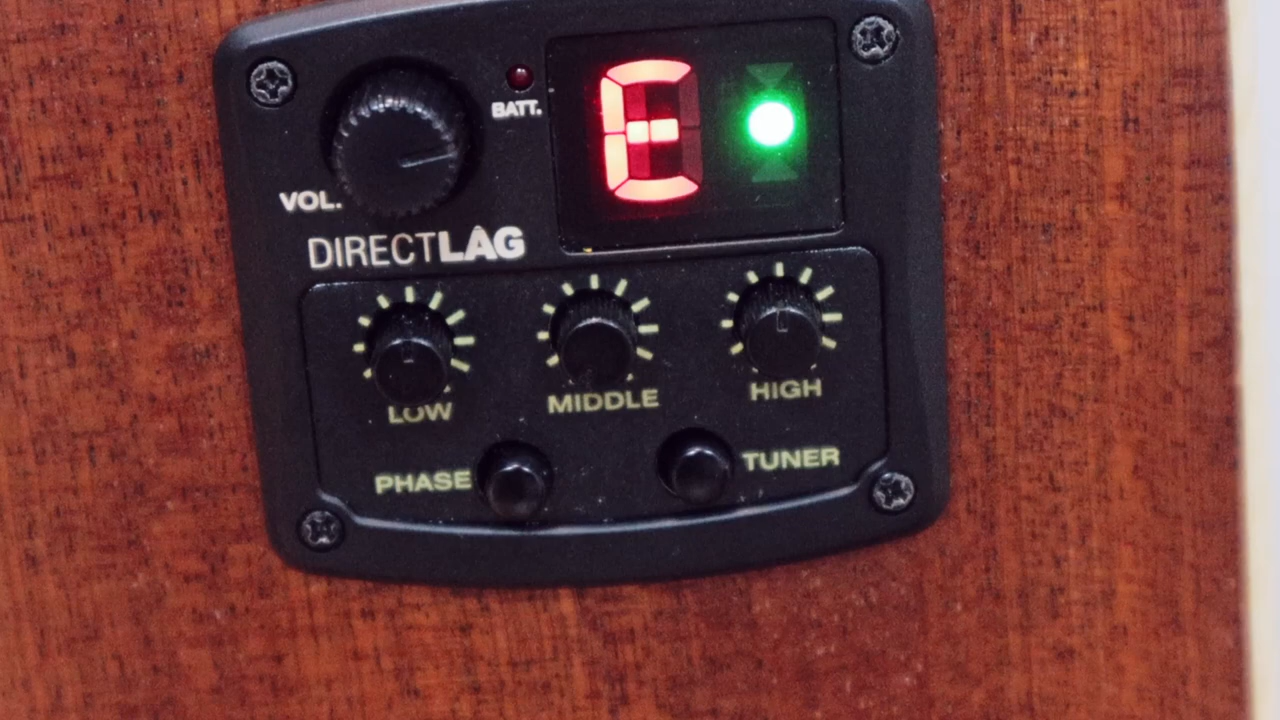 BATT.
E
VOL.
DIRECTLÂG
LOW
MIDDLE
HIGH
PHASE
TUNER